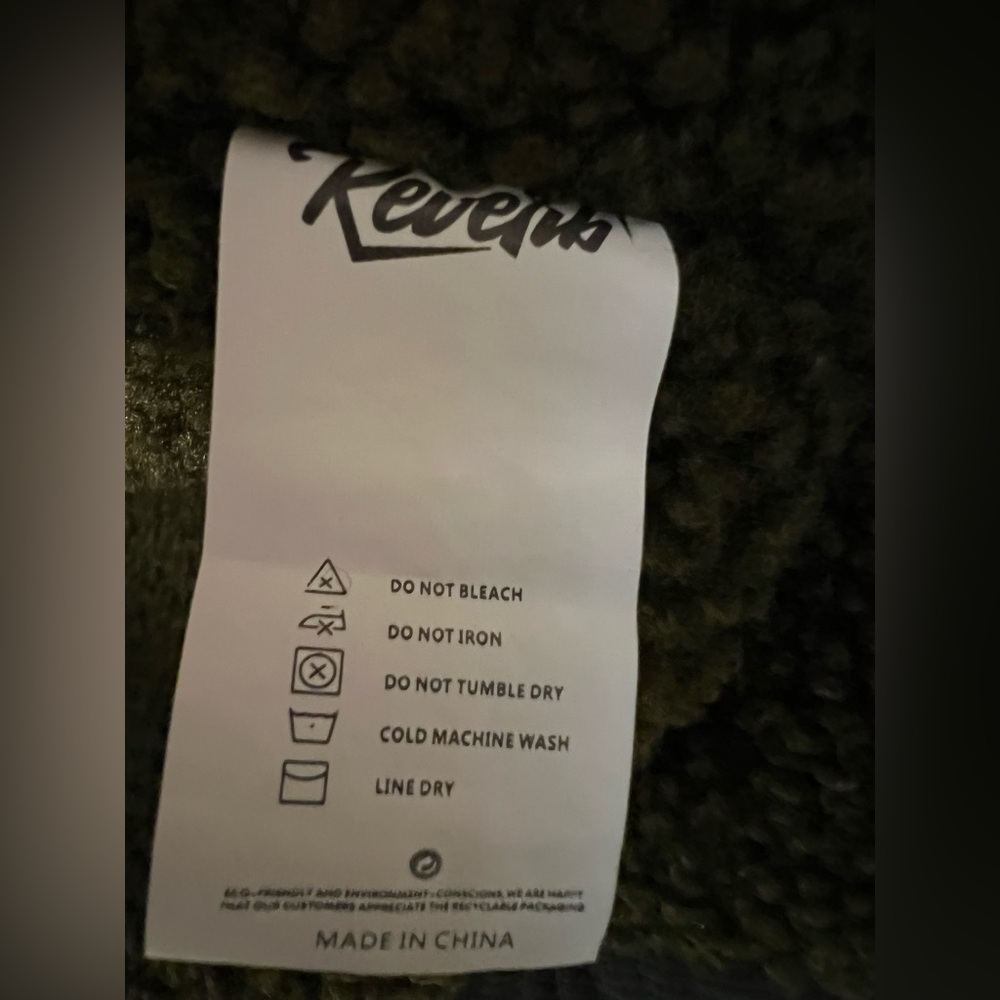 DO NOT BLEACH
DO NOT IRON
DO NOT TUMBLE DRY
COLD MACHINE WASH
LINE DRY
ECO-FRIENDLY AND ENVIRONMENT-CONSCIONS, WE ARE HAPPY
THAT OUR CUSTOMERS APPRECIATE THE RECYCLABLE PACKAGING
MADE IN CHINA